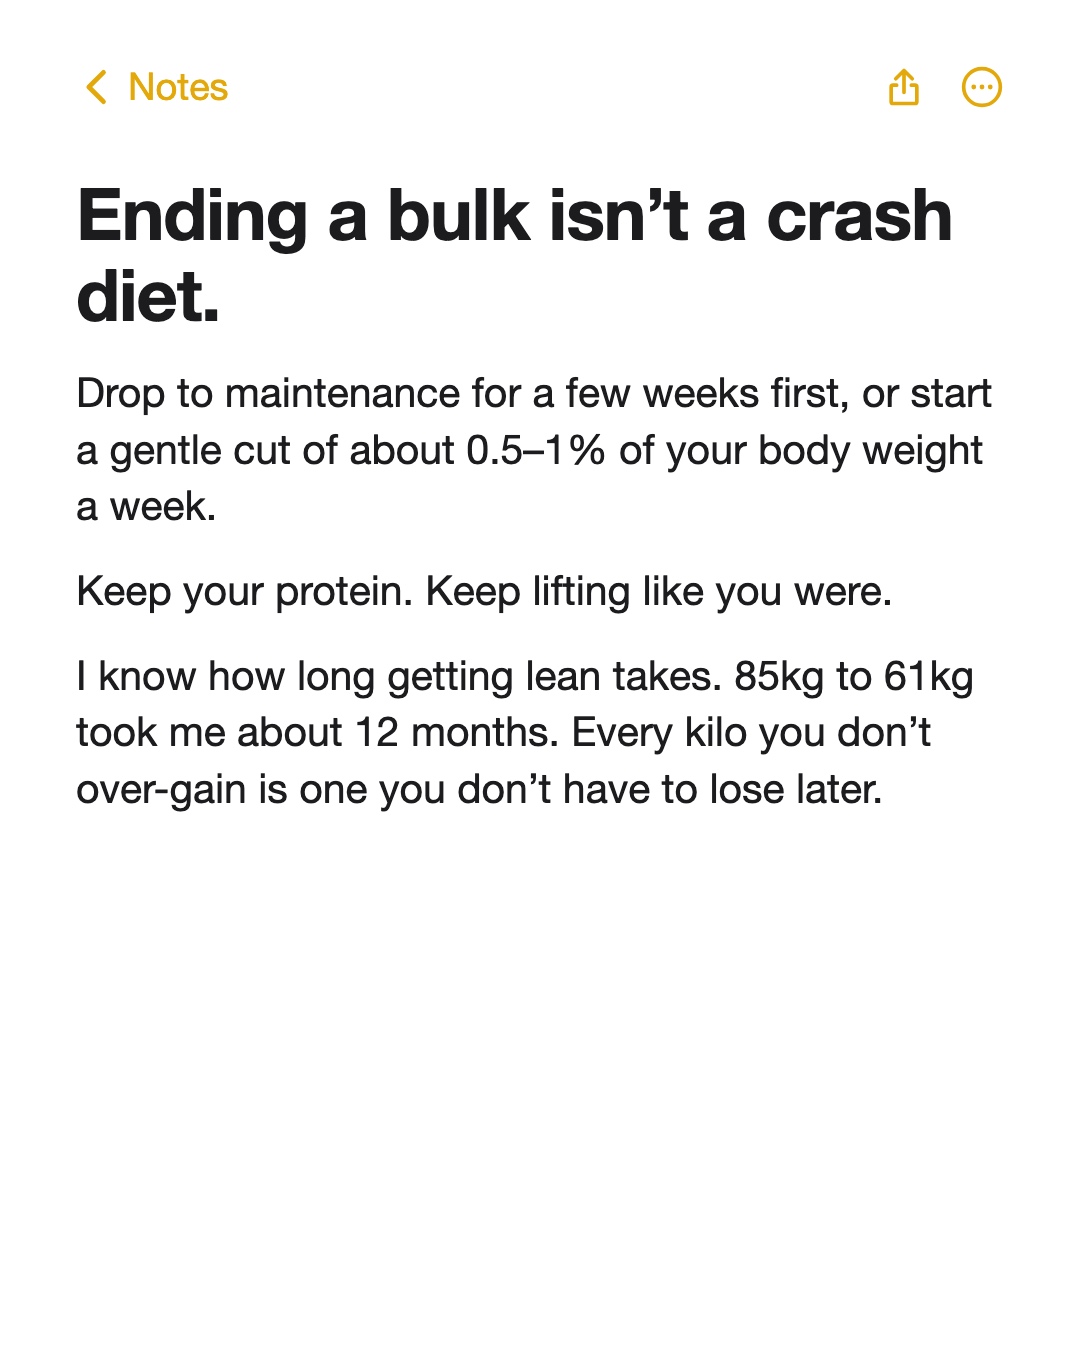 Notes
Ending a bulk isn’t a crash
diet.
Drop to maintenance for a few weeks first, or start
a gentle cut of about 0.5–1% of your body weight
a week.
Keep your protein. Keep lifting like you were.
I know how long getting lean takes. 85kg to 61kg
took me about 12 months. Every kilo you don’t
over-gain is one you don’t have to lose later.